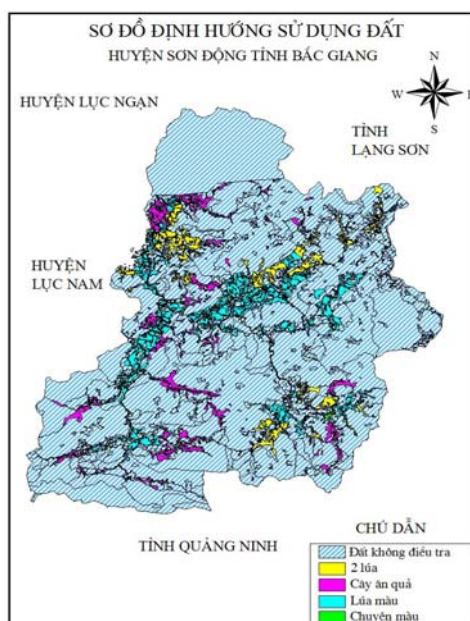 SƠ ĐỒ ĐỊNH HƯỚNG SỬ DỤNG ĐẤT
HUYỆN SƠN ĐỘNG TỈNH BẮC GIANG
N
HUYỆN LỤC NGẠN
W
E
S
TỈNH
LẠNG SƠN
HUYỆN
LỤC NAM
TỈNH QUẢNG NINH
CHÚ DẪN
Đất không điều tra
2 lúa
Cây ăn quả
Lúa màu
Chuyên màu